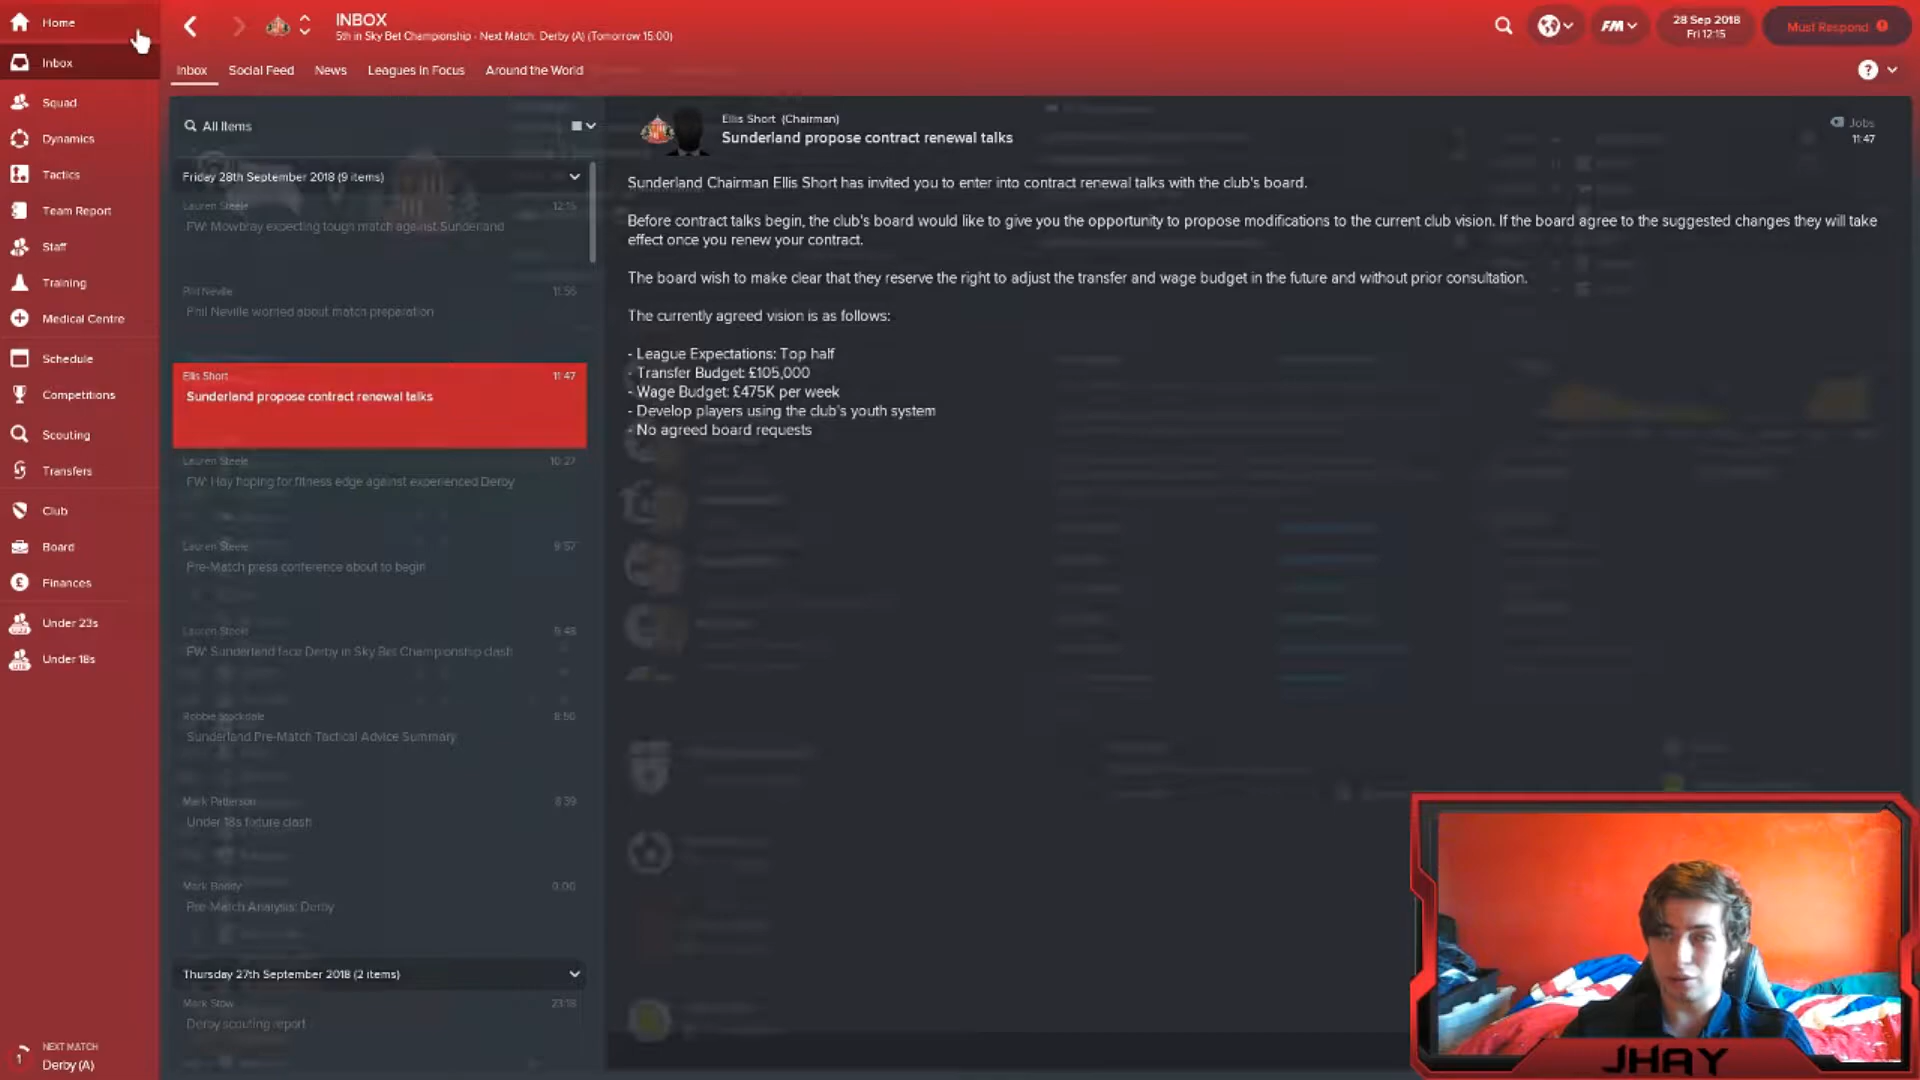 Home
Inbox
Squad
Dynamics
Tactics
Team Report
Staff
Training
Medical Centre
Schedule
Competitions
Scouting
Transfers
Club
Board
Finances
Under 23s
Under 18s
NEXT MATCH
1
Derby (A)
INBOX
5th in Sky Bet Championship - Next Match: Derby (A) (Tomorrow 15:00)
FM
28 Sep 2018
Fri 12:15
Must Respond
Inbox
Social Feed
News
Leagues In Focus
Around the World
All Items
Friday 28th September 2018 (9 items)
Lauren Steele 12:15
FW: Mowbray expecting tough match against Sunderland
Phil Neville 11:56
Phil Neville worried about match preparation
Ellis Short 11:47
Sunderland propose contract renewal talks
Lauren Steele 10:27
FW: Hay hoping for fitness edge against experienced Derby
Lauren Steele 9:57
Pre-Match press conference about to begin
Lauren Steele 9:48
FW: Sunderland face Derby in Sky Bet Championship clash
Robbie Stockdale 8:50
Sunderland Pre-Match Tactical Advice Summary
Mark Patterson 8:39
Under 18s fixture clash
Mark Boddy
Pre-Match Analysis: Derby
Thursday 27th September 2018 (2 items)
Mark Stow 23:18
Derby scouting report
Ellis Short (Chairman)
Sunderland propose contract renewal talks
Jobs
11:47
Sunderland Chairman Ellis Short has invited you to enter into contract renewal talks with the club's board.
Before contract talks begin, the club's board would like to give you the opportunity to propose modifications to the current club vision. If the board agree to the suggested changes they will take
effect once you renew your contract.
The board wish to make clear that they reserve the right to adjust the transfer and wage budget in the future and without prior consultation.
The currently agreed vision is as follows:
- League Expectations: Top half
- Transfer Budget: £105,000
- Wage Budget: £475K per week
- Develop players using the club's youth system
- No agreed board requests
JHAY